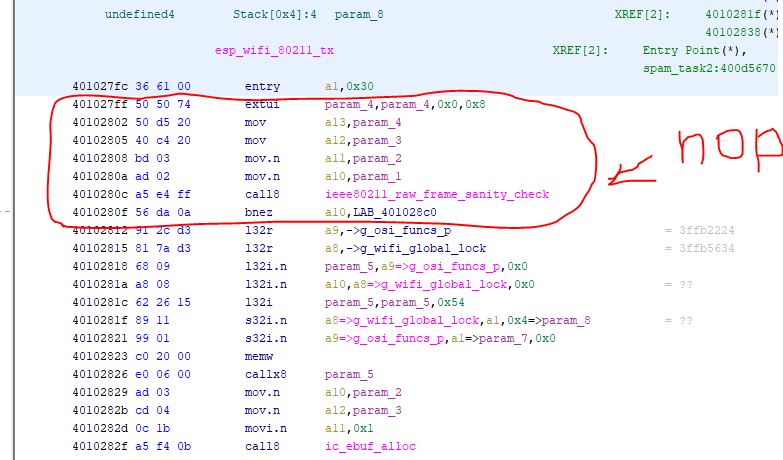 undefined4 Stack[0x4]:4 param_8 XREF[2]: 4010281f(*)
40102838(*)
esp_wifi_80211_tx XREF[2]: Entry Point(*),
spam_task2:400d5670
401027fc 36 61 00 entry a1,0x30
401027ff 50 50 74 extui param_4,param_4,0x0,0x8
40102802 50 d5 20 mov a13,param_4
40102805 40 c4 20 mov a12,param_3
40102808 bd 03 mov.n a11,param_2
4010280a ad 02 mov.n a10,param_1
4010280c a5 e4 ff call8 ieee80211_raw_frame_sanity_check
4010280f 56 da 0a bnez a10,LAB_401028c0
nop
40102812 91 2c d3 l32r a9,->g_osi_funcs_p = 3ffb2224
40102815 81 7a d3 l32r a8,->g_wifi_global_lock = 3ffb5634
40102818 68 09 l32i.n param_5,a9=>g_osi_funcs_p,0x0
4010281a a8 08 l32i.n a10,a8=>g_wifi_global_lock,0x0 = ??
4010281c 62 26 15 l32i param_5,param_5,0x54
4010281f 89 11 s32i.n a8=>g_wifi_global_lock,a1,0x4=>param_8 = ??
40102821 99 01 s32i.n a9=>g_osi_funcs_p,a1=>param_7,0x0
40102823 c0 20 00 memw
40102826 e0 06 00 callx8 param_5
40102829 ad 03 mov.n a10,param_2
4010282b cd 04 mov.n a12,param_3
4010282d 0c 1b movi.n a11,0x1
4010282f a5 f4 0b call8 ic_ebuf_alloc